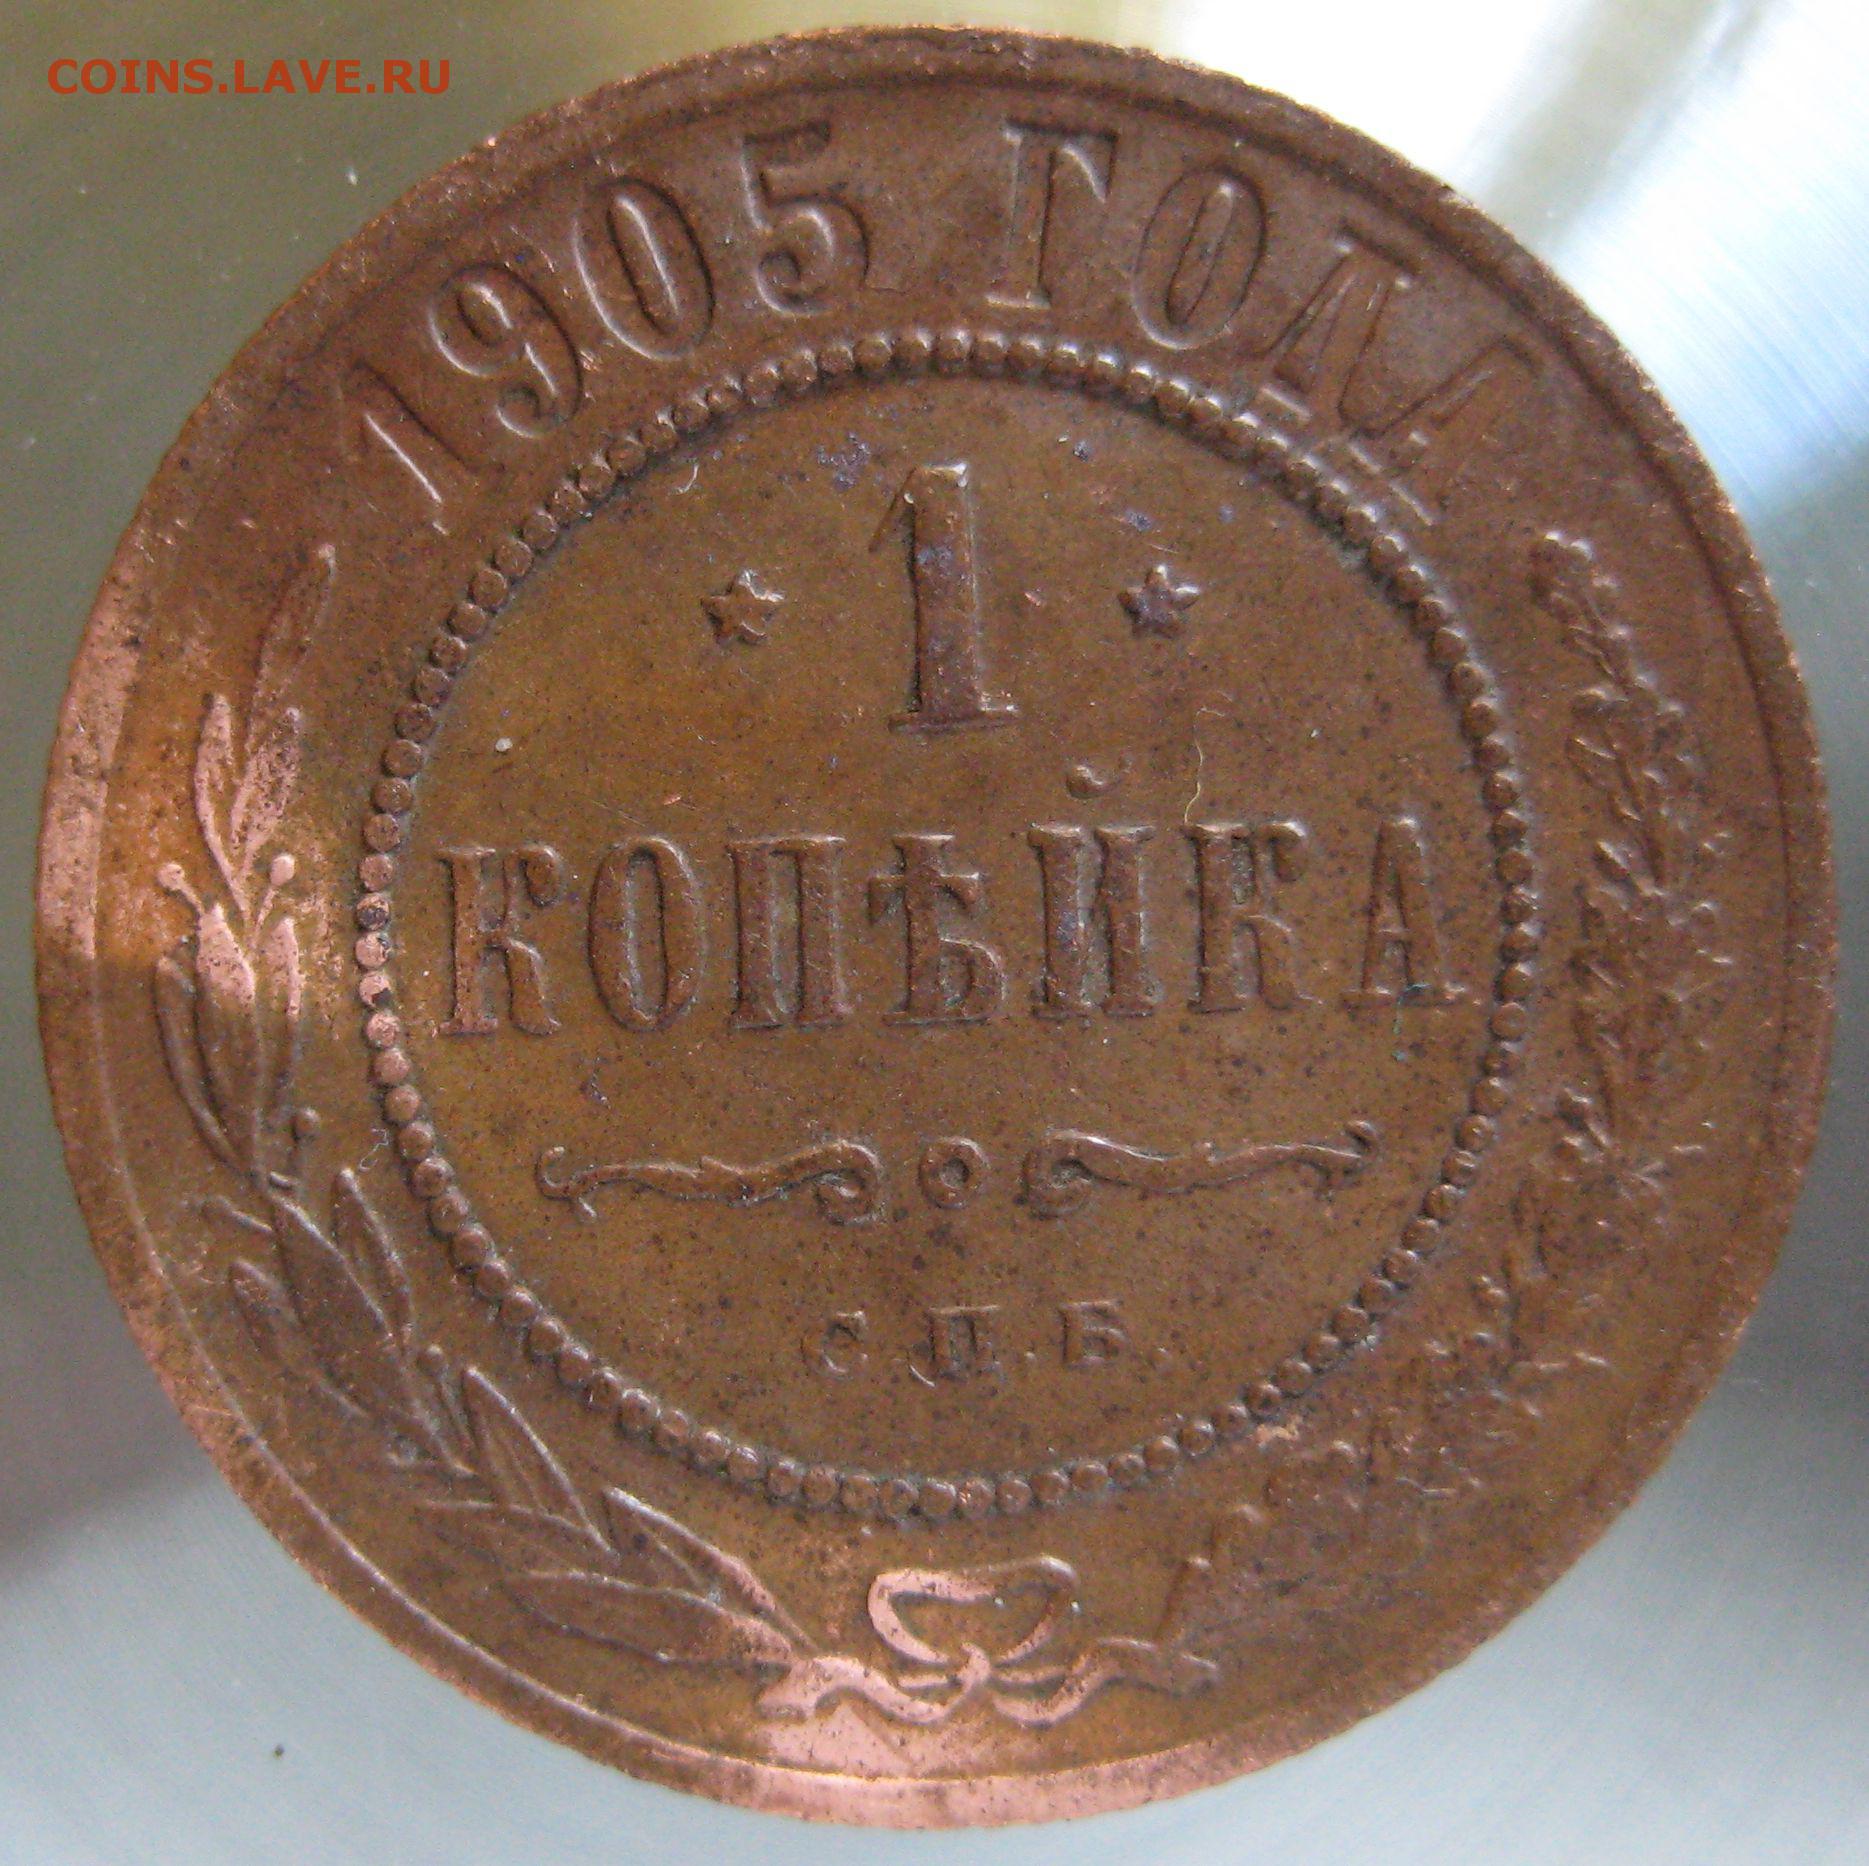 COINS.LAVE.RU
1905 ГОДА
1
КОПѢЙКА
С.П.Б.